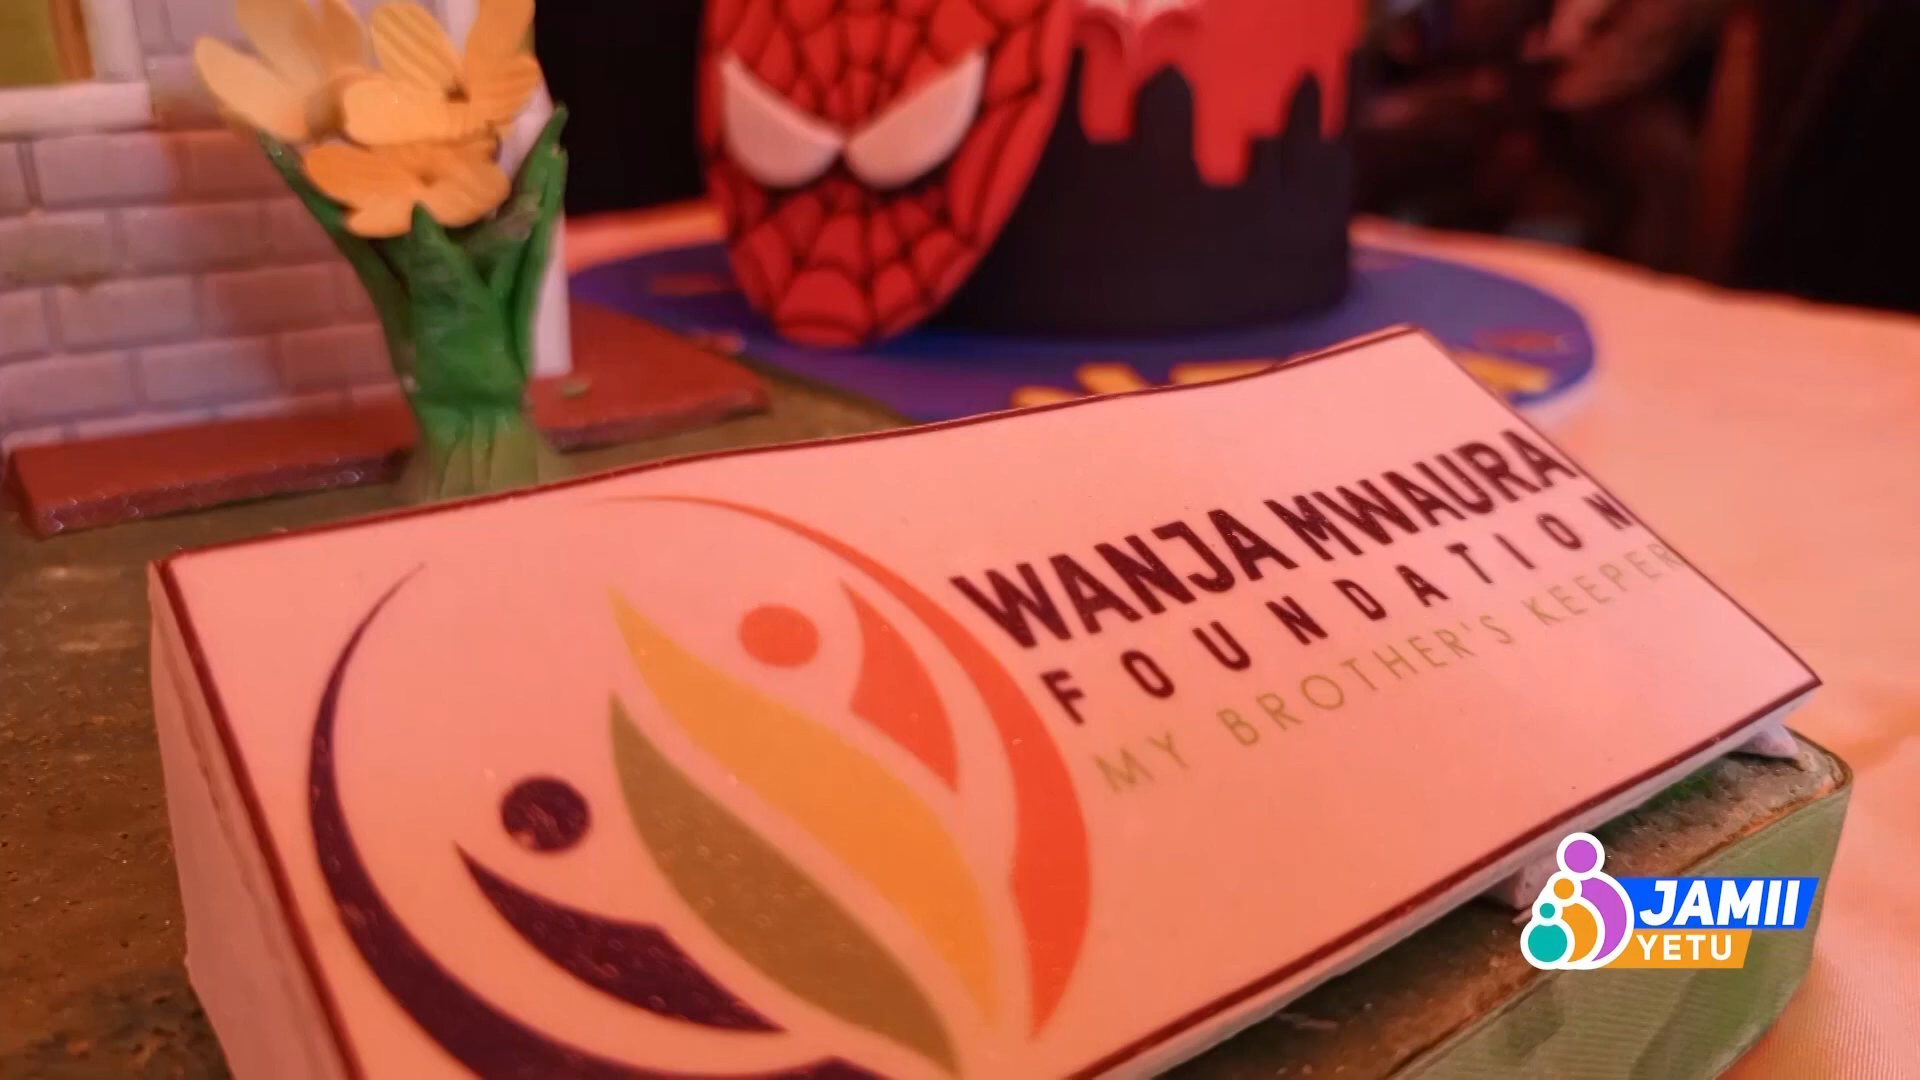 WANJA MWAURA
FOUNDATION
MY BROTHER'S KEEPER
JAMII
YETU